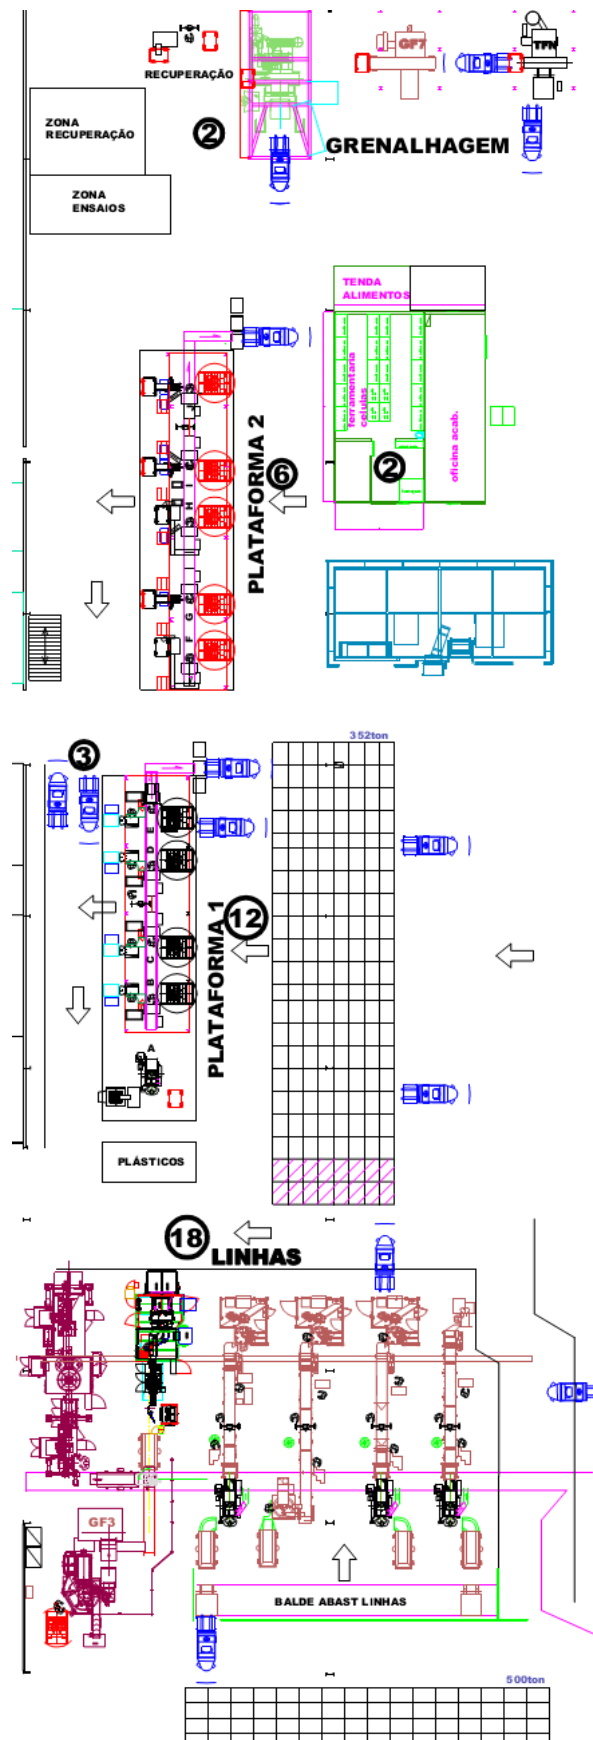 GF7
TFN
RECUPERAÇÃO
ZONA
RECUPERAÇÃO
2
GRENALHAGEM
ZONA
ENSAIOS
TENDA
ALIMENTOS
ferramentaria
celulas
oficina acab.
2
PLATAFORMA 2
6
F G H I
352ton
3
PLATAFORMA 1
12
A
B C D E
PLÁSTICOS
18
LINHAS
GF3
BALDE ABAST LINHAS
500ton